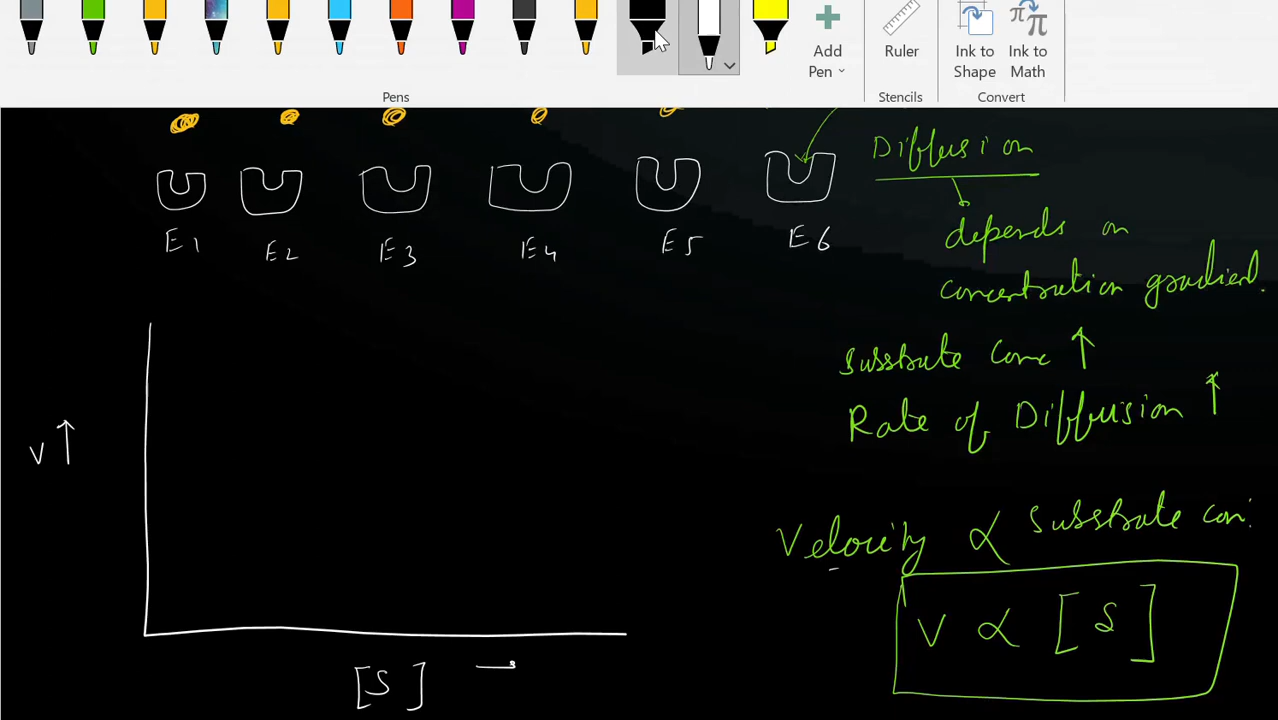 Add
Pen
Ruler
Ink to
Shape
Ink to
Math
Pens
Stencils
Convert
Diffusion
depends on
concentration gradient.
E1
E2
E3
E4
E5
E6
Susstrate conc ↑
Rate of Diffusion ↑
V ↑
Velocity ∝ Substrate con.
V ∝ [S]
[S] →